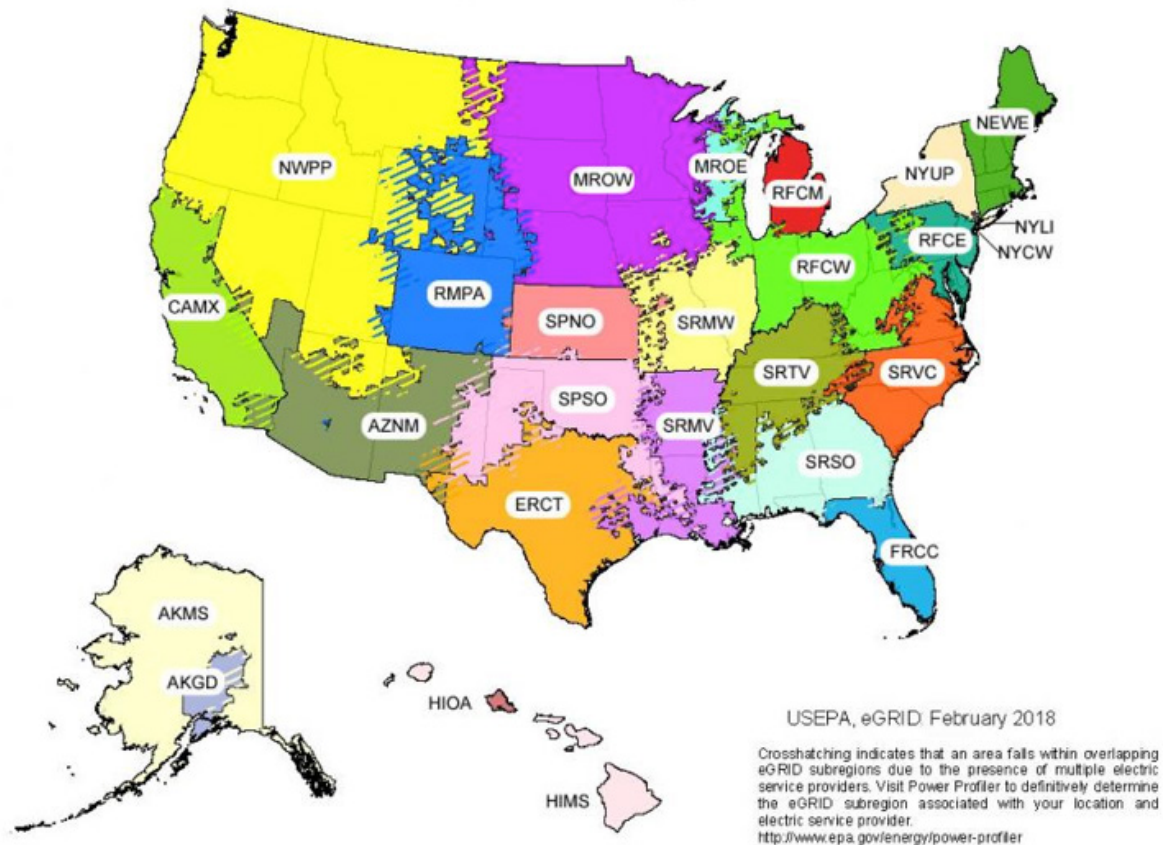 NEWE
NWPP
MROE
NYUP
MROW
RFCM
NYLI
RFCE
NYCW
RFCW
RMPA
CAMX
SPNO
SRMW
SRTV
SRVC
SPSO
AZNM
SRMV
SRSO
ERCT
FRCC
AKMS
AKGD
HIOA
HIMS
USEPA, eGRID: February 2018
Crosshatching indicates that an area falls within overlapping
eGRID subregions due to the presence of multiple electric
service providers. Visit Power Profiler to definitively determine
the eGRID subregion associated with your location and
electric service provider.
http://www.epa.gov/energy/power-profiler